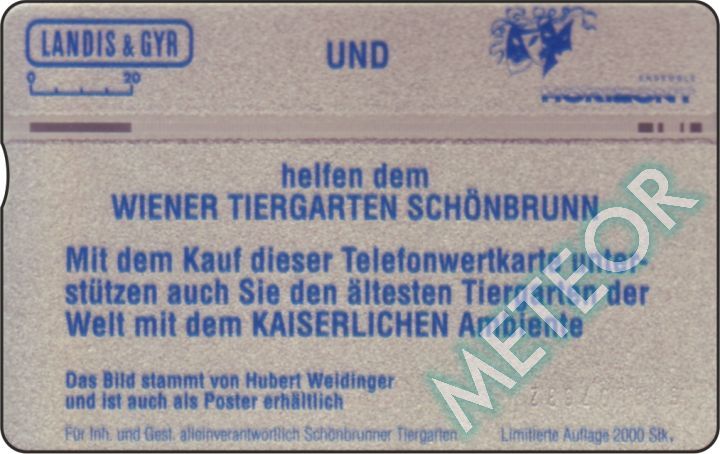 LANDIS & GYR
UND
0 20
ENSEMBLE
HORIZONT
helfen dem
WIENER TIERGARTEN SCHÖNBRUNN
Mit dem Kauf dieser Telefonwertkarte unter-
stützen auch Sie den ältesten Tiergarten der
Welt mit dem KAISERLICHEN Ambiente
Das Bild stammt von Hubert Weidinger
und ist auch als Poster erhältlich
Für Inh. und Gest. alleinverantwortlich Schönbrunner Tiergarten
Limitierte Auflage 2000 Stk.
METEOR